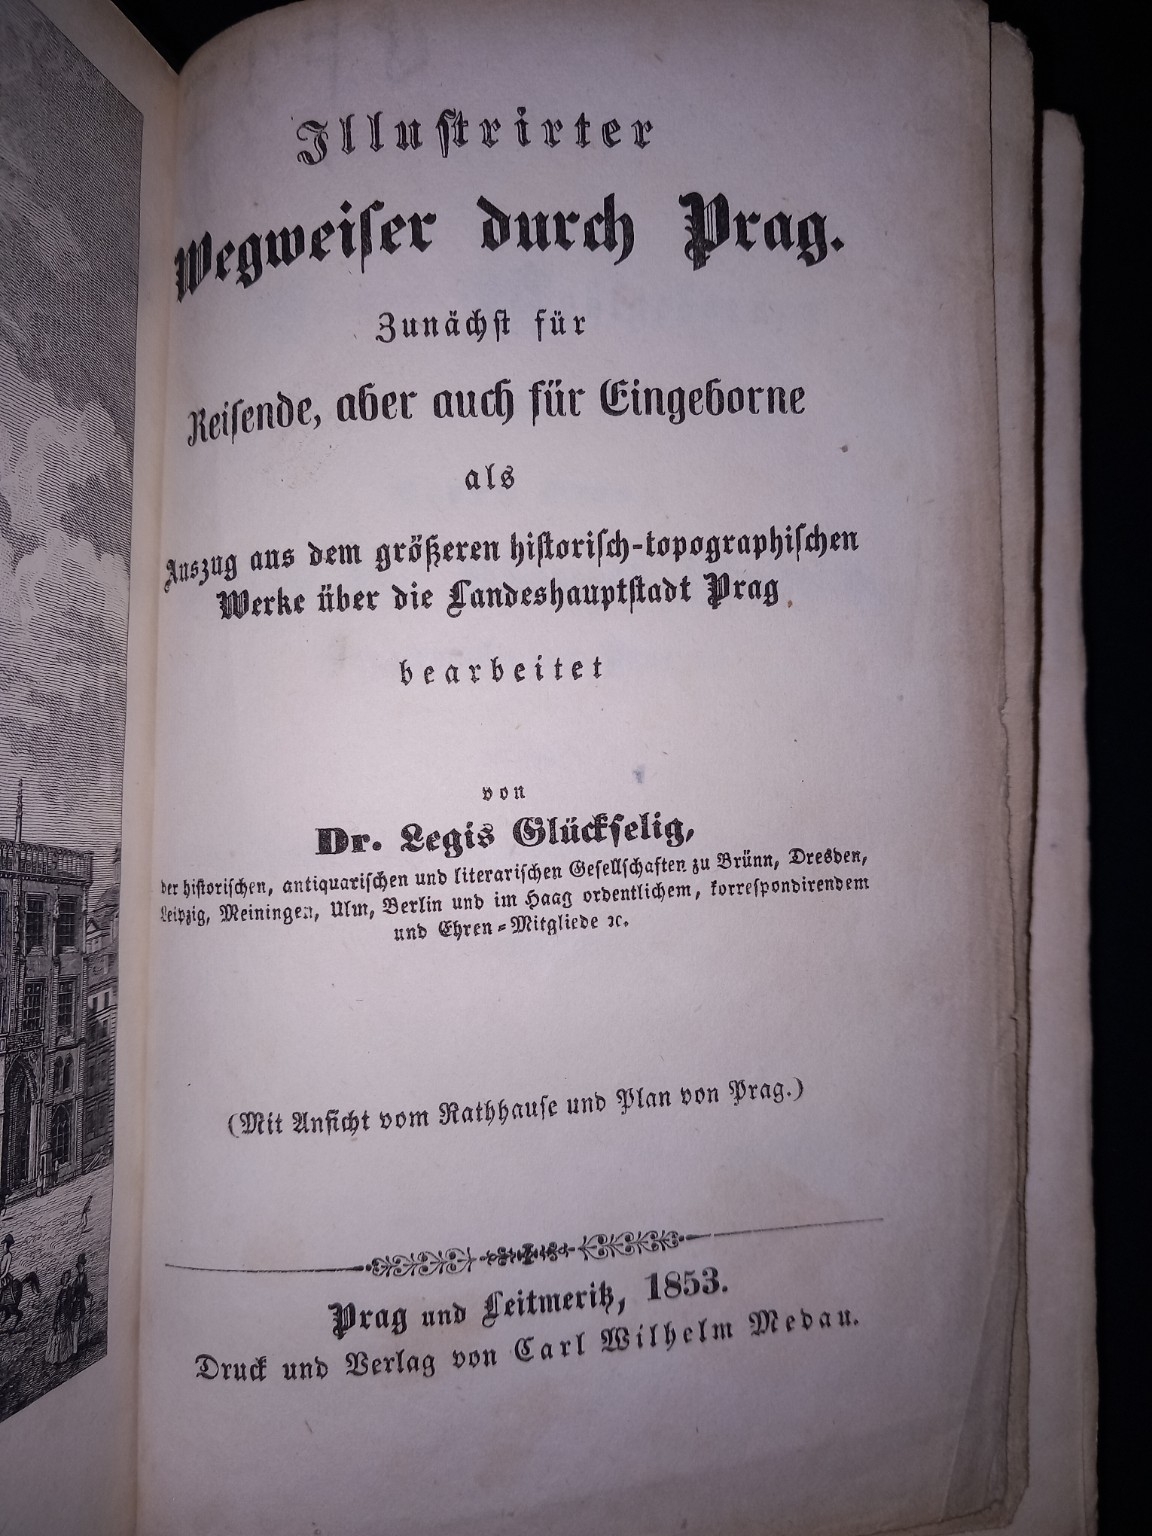 Illustrirter
Wegweiser durch Prag.
Zunächst für
Reisende, aber auch für Eingeborne
als
Auszug aus dem größeren historisch-topographischen
Werke über die Landeshauptstadt Prag
bearbeitet
von
Dr. Legis Glückselig,
der historischen, antiquarischen und literarischen Gesellschaften zu Brünn, Dresden,
Leipzig, Meiningen, Ulm, Berlin und im Haag ordentlichem, korrespondirendem
und Ehren-Mitgliede ꝛc.
(Mit Ansicht vom Rathhause und Plan von Prag.)
Prag und Leitmeritz, 1853.
Druck und Verlag von Carl Wilhelm Medau.